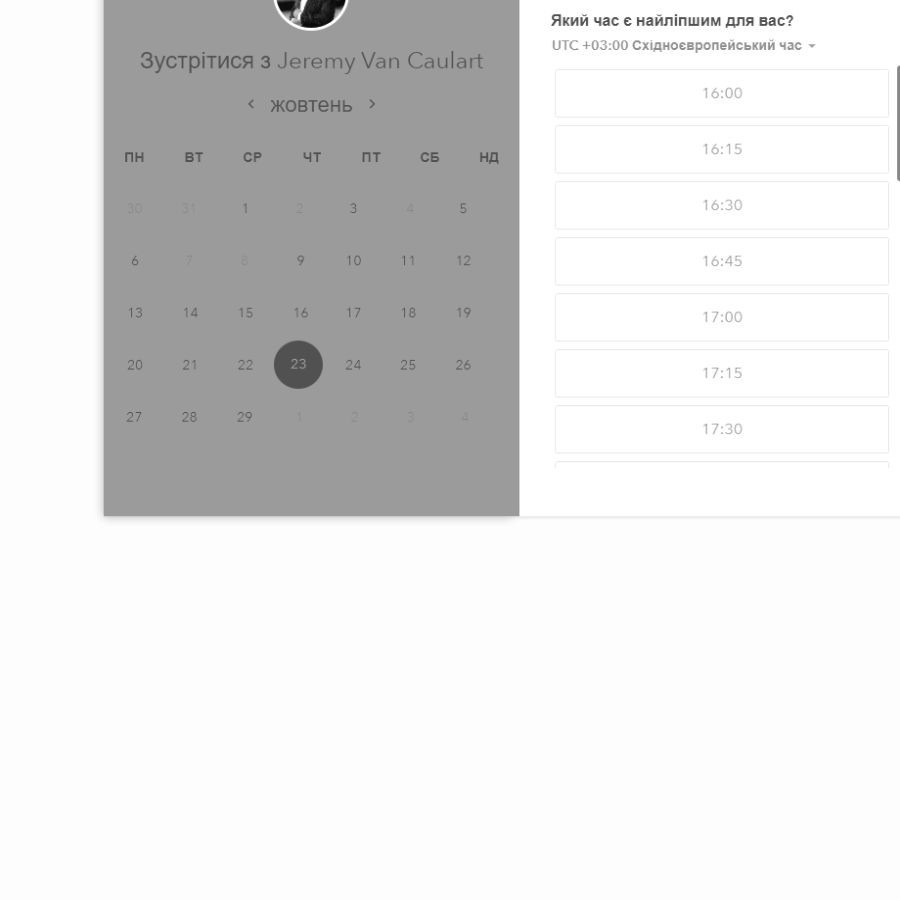 Зустрітися з Jeremy Van Caulart
жовтень
ПН ВТ СР ЧТ ПТ СБ НД
30 31 1 2 3 4 5
6 7 8 9 10 11 12
13 14 15 16 17 18 19
20 21 22 23 24 25 26
27 28 29 1 2 3 4
Який час є найліпшим для вас?
UTC +03:00 Східноєвропейський час
16:00
16:15
16:30
16:45
17:00
17:15
17:30